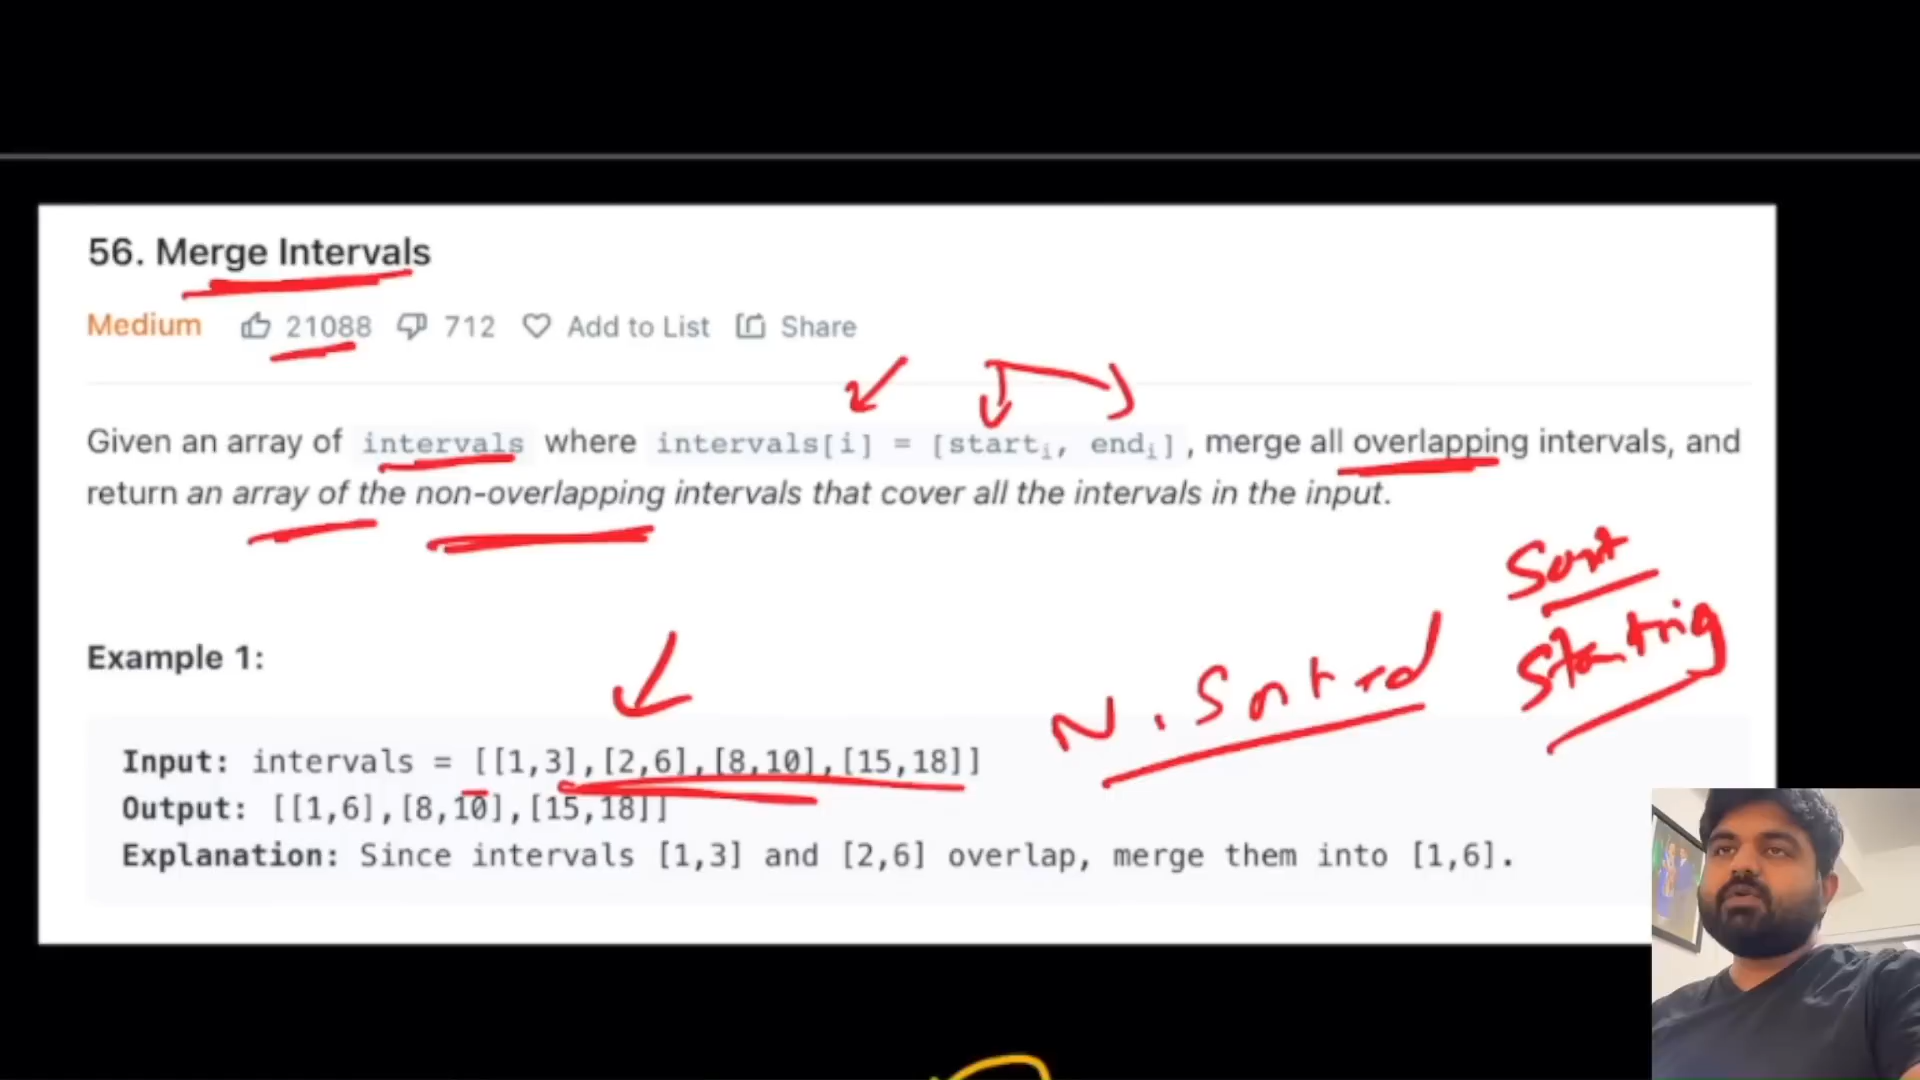 56. Merge Intervals
Medium 21088 712 Add to List Share
Given an array of intervals where intervals[i] = [starti, endi], merge all overlapping intervals, and
return an array of the non-overlapping intervals that cover all the intervals in the input.
Sort
Starting
N. Sorted
Example 1:
Input: intervals = [[1,3],[2,6],[8,10],[15,18]]
Output: [[1,6],[8,10],[15,18]]
Explanation: Since intervals [1,3] and [2,6] overlap, merge them into [1,6].